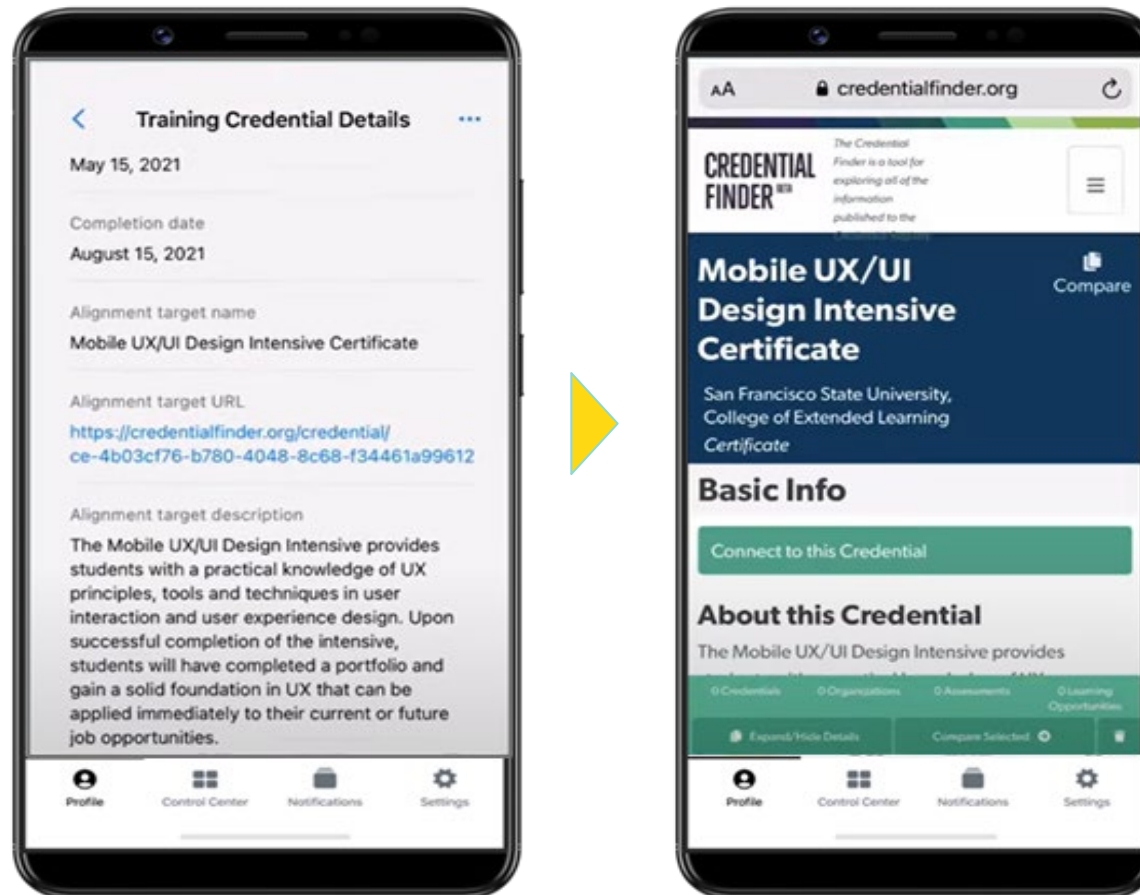 Training Credential Details
May 15, 2021
Completion date
August 15, 2021
Alignment target name
Mobile UX/UI Design Intensive Certificate
Alignment target URL
https://credentialfinder.org/credential/
ce-4b03cf76-b780-4048-8c68-f34461a99612
Alignment target description
The Mobile UX/UI Design Intensive provides
students with a practical knowledge of UX
principles, tools and techniques in user
interaction and user experience design. Upon
successful completion of the intensive,
students will have completed a portfolio and
gain a solid foundation in UX that can be
applied immediately to their current or future
job opportunities.
Profile
Control Center
Notifications
Settings
AA
credentialfinder.org
CREDENTIAL
FINDER BETA
The Credential
Finder is a tool for
exploring all of the
information
published to the
Mobile UX/UI
Design Intensive
Certificate
Compare
San Francisco State University,
College of Extended Learning
Certificate
Basic Info
Connect to this Credential
About this Credential
The Mobile UX/UI Design Intensive provides
0 Credentials
0 Organizations
0 Assessments
0 Learning
Opportunities
Expand/Hide Details
Compare Selected
Profile
Control Center
Notifications
Settings